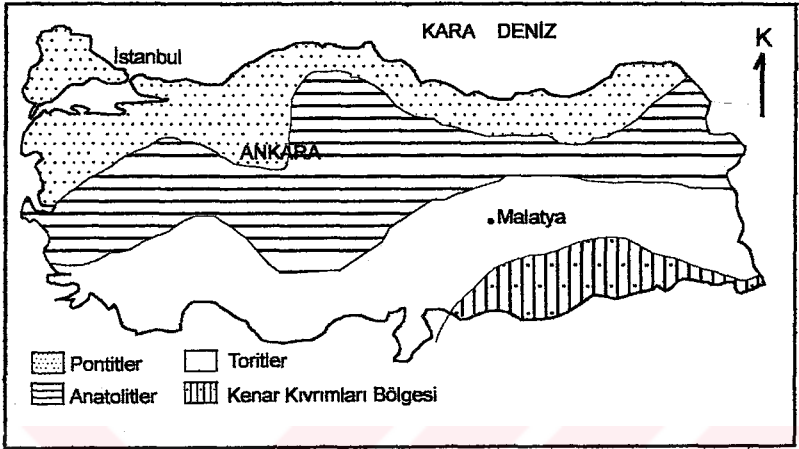 KARA DENİZ
K
İstanbul
ANKARA
Malatya
Pontitler
Toritler
Anatolitler
Kenar Kıvrımları Bölgesi